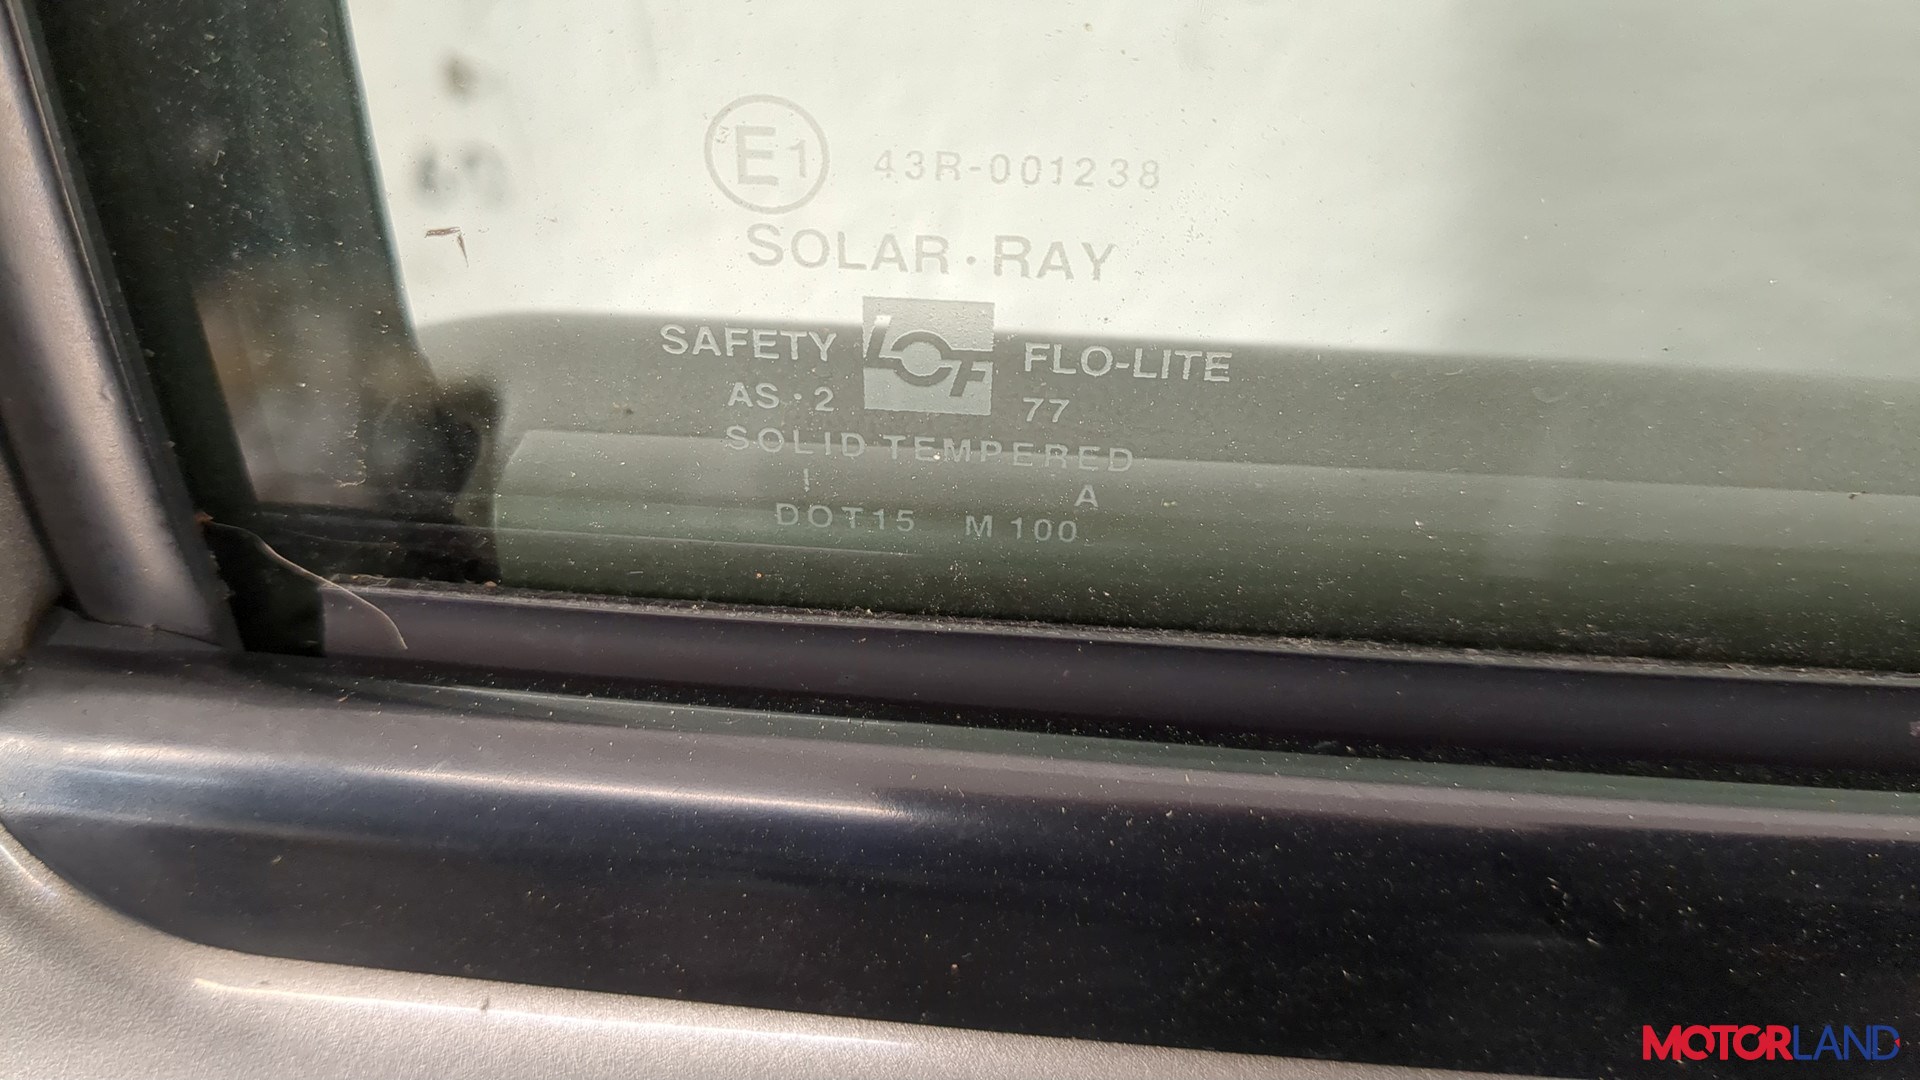 E1 43R-001238
SOLAR·RAY
SAFETY LOF FLO-LITE
AS·2 77
SOLID TEMPERED
I A
DOT15 M100
MOTORLAND